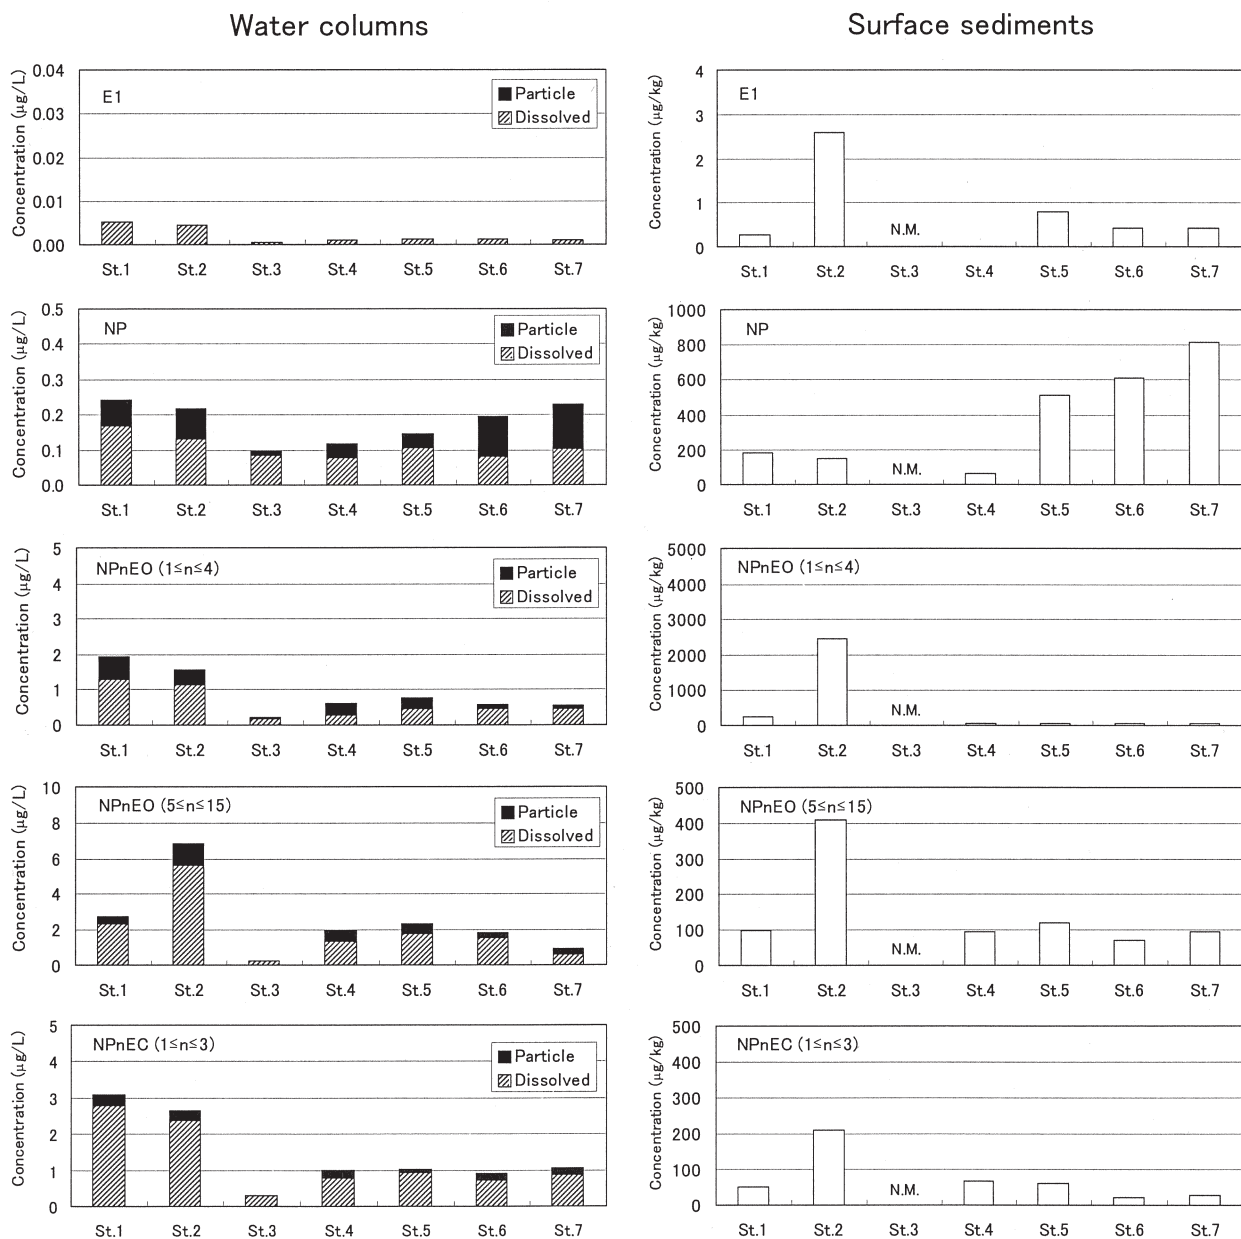 Water columns
Surface sediments
Concentration (μg/L)
0.04
0.03
0.02
0.01
0.00
E1
Particle
Dissolved
St.1 St.2 St.3 St.4 St.5 St.6 St.7
Concentration (μg/kg)
4
3
2
1
0
E1
N.M.
St.1 St.2 St.3 St.4 St.5 St.6 St.7
Concentration (μg/L)
0.5
0.4
0.3
0.2
0.1
0.0
NP
Particle
Dissolved
St.1 St.2 St.3 St.4 St.5 St.6 St.7
Concentration (μg/kg)
1000
800
600
400
200
0
NP
N.M.
St.1 St.2 St.3 St.4 St.5 St.6 St.7
Concentration (μg/L)
5
4
3
2
1
0
NPnEO (1≤n≤4)
Particle
Dissolved
St.1 St.2 St.3 St.4 St.5 St.6 St.7
Concentration (μg/kg)
5000
4000
3000
2000
1000
0
NPnEO (1≤n≤4)
N.M.
St.1 St.2 St.3 St.4 St.5 St.6 St.7
Concentration (μg/L)
10
8
6
4
2
0
NPnEO (5≤n≤15)
Particle
Dissolved
St.1 St.2 St.3 St.4 St.5 St.6 St.7
Concentration (μg/kg)
500
400
300
200
100
0
NPnEO (5≤n≤15)
N.M.
St.1 St.2 St.3 St.4 St.5 St.6 St.7
Concentration (μg/L)
5
4
3
2
1
0
NPnEC (1≤n≤3)
Particle
Dissolved
St.1 St.2 St.3 St.4 St.5 St.6 St.7
Concentration (μg/kg)
500
400
300
200
100
0
NPnEC (1≤n≤3)
N.M.
St.1 St.2 St.3 St.4 St.5 St.6 St.7